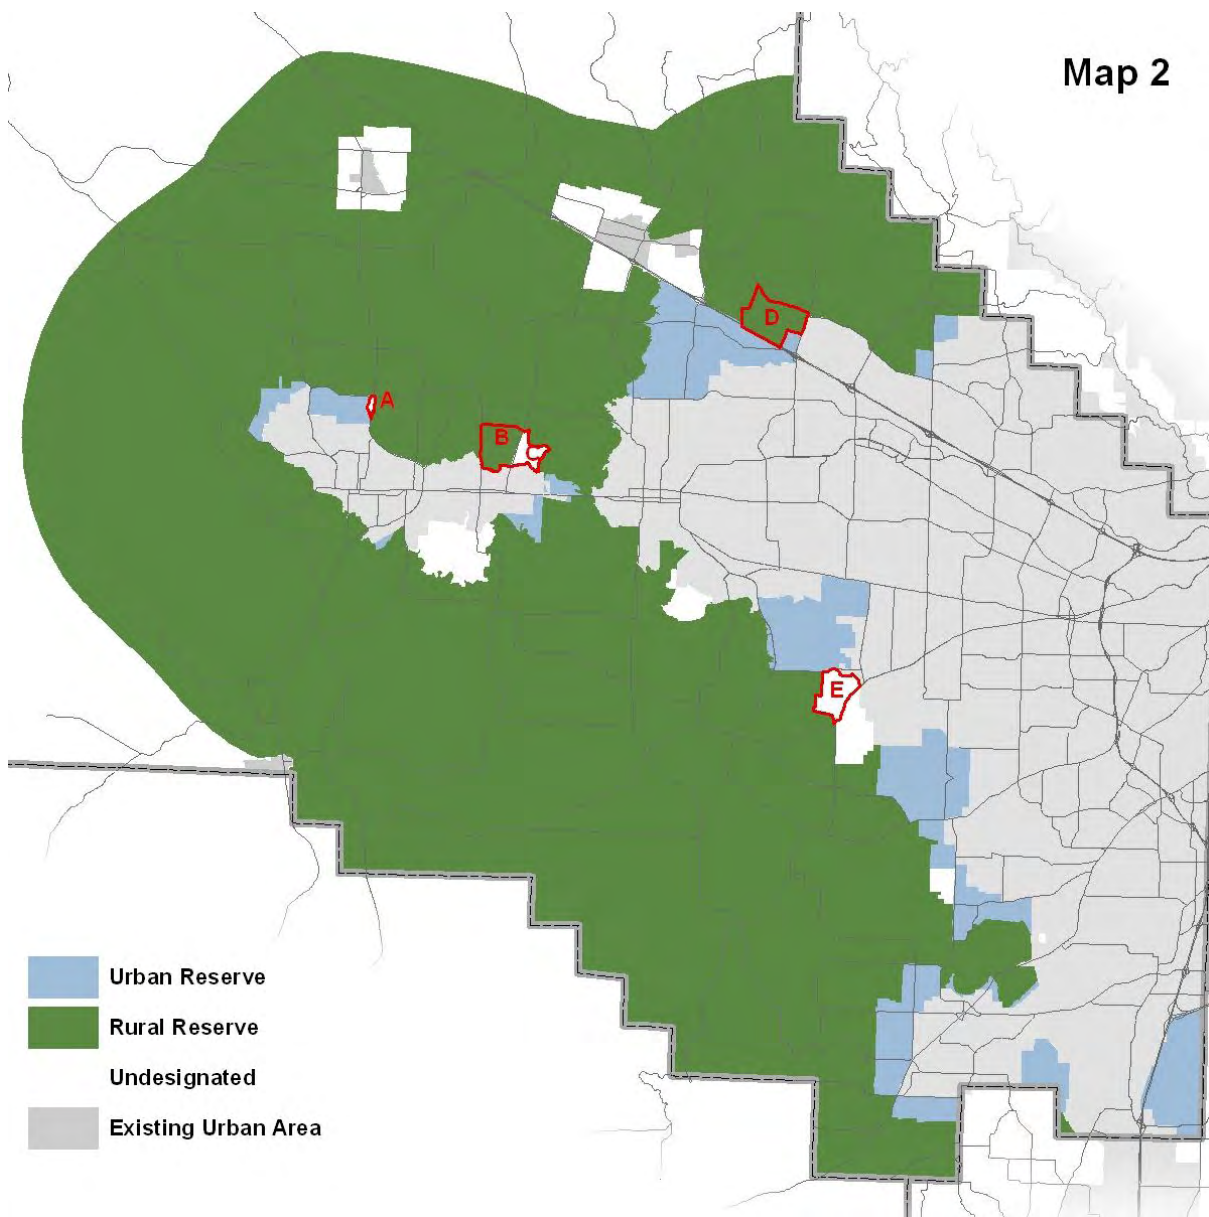 Map 2
A
B
C
D
E
Urban Reserve
Rural Reserve
Undesignated
Existing Urban Area